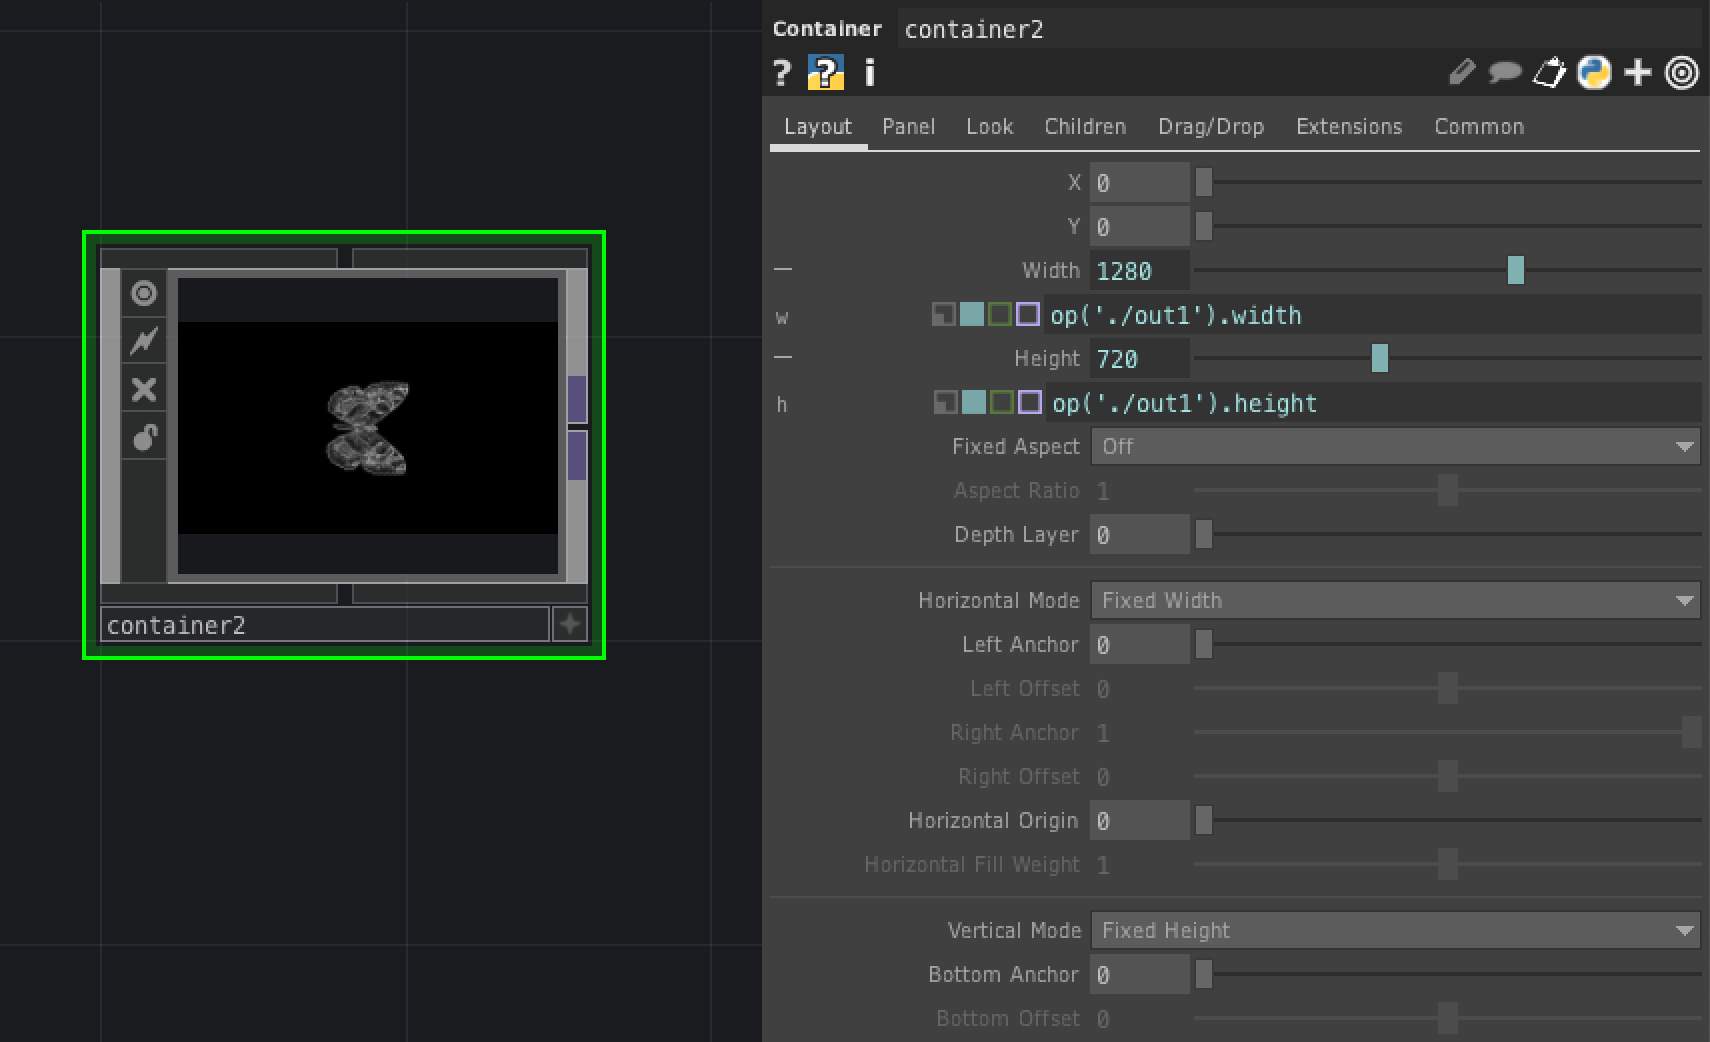 Container container2
? ? i
Layout Panel Look Children Drag/Drop Extensions Common
X 0
Y 0
Width 1280
w op('./out1').width
Height 720
h op('./out1').height
Fixed Aspect Off
Aspect Ratio 1
Depth Layer 0
Horizontal Mode Fixed Width
Left Anchor 0
Left Offset 0
Right Anchor 1
Right Offset 0
Horizontal Origin 0
Horizontal Fill Weight 1
Vertical Mode Fixed Height
Bottom Anchor 0
Bottom Offset 0
container2